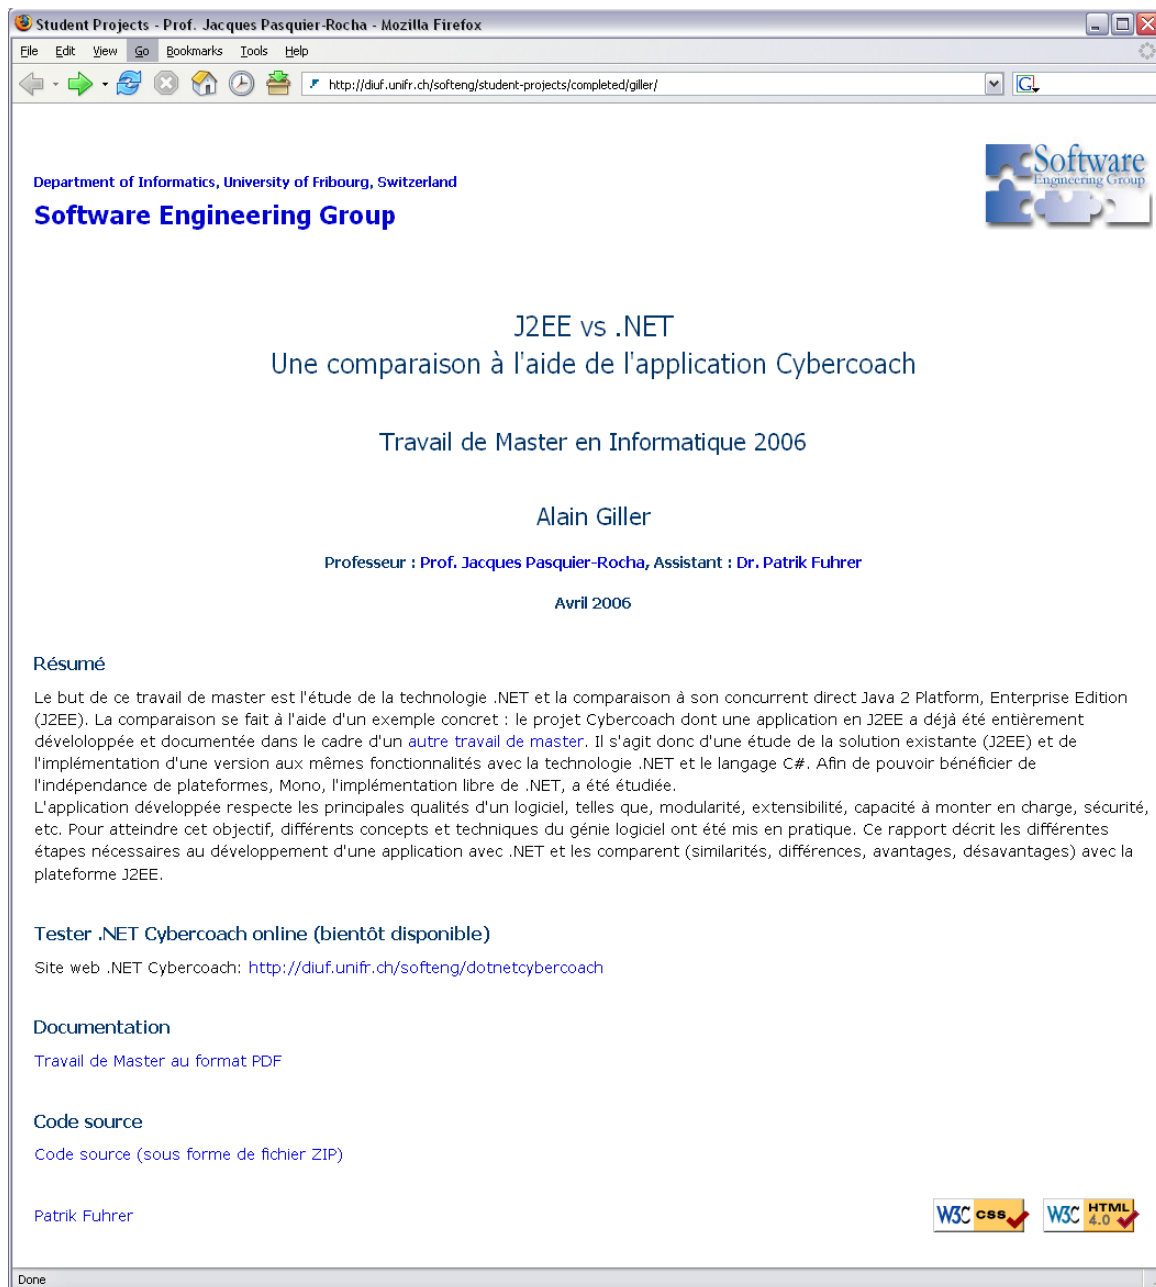 Student Projects - Prof. Jacques Pasquier-Rocha - Mozilla Firefox
File Edit View Go Bookmarks Tools Help
http://diuf.unifr.ch/softeng/student-projects/completed/giller/
G
Software
Engineering Group
Department of Informatics, University of Fribourg, Switzerland
Software Engineering Group
J2EE vs .NET
Une comparaison à l'aide de l'application Cybercoach
Travail de Master en Informatique 2006
Alain Giller
Professeur : Prof. Jacques Pasquier-Rocha, Assistant : Dr. Patrik Fuhrer
Avril 2006
Résumé
Le but de ce travail de master est l'étude de la technologie .NET et la comparaison à son concurrent direct Java 2 Platform, Enterprise Edition
(J2EE). La comparaison se fait à l'aide d'un exemple concret : le projet Cybercoach dont une application en J2EE a déjà été entièrement
dévéloloppée et documentée dans le cadre d'un autre travail de master. Il s'agit donc d'une étude de la solution existante (J2EE) et de
l'implémentation d'une version aux mêmes fonctionnalités avec la technologie .NET et le langage C#. Afin de pouvoir bénéficier de
l'indépendance de plateformes, Mono, l'implémentation libre de .NET, a été étudiée.
L'application développée respecte les principales qualités d'un logiciel, telles que, modularité, extensibilité, capacité à monter en charge, sécurité,
etc. Pour atteindre cet objectif, différents concepts et techniques du génie logiciel ont été mis en pratique. Ce rapport décrit les différentes
étapes nécessaires au développement d'une application avec .NET et les comparent (similarités, différences, avantages, désavantages) avec la
plateforme J2EE.
Tester .NET Cybercoach online (bientôt disponible)
Site web .NET Cybercoach: http://diuf.unifr.ch/softeng/dotnetcybercoach
Documentation
Travail de Master au format PDF
Code source
Code source (sous forme de fichier ZIP)
Patrik Fuhrer
W3C css
W3C HTML 4.0
Done